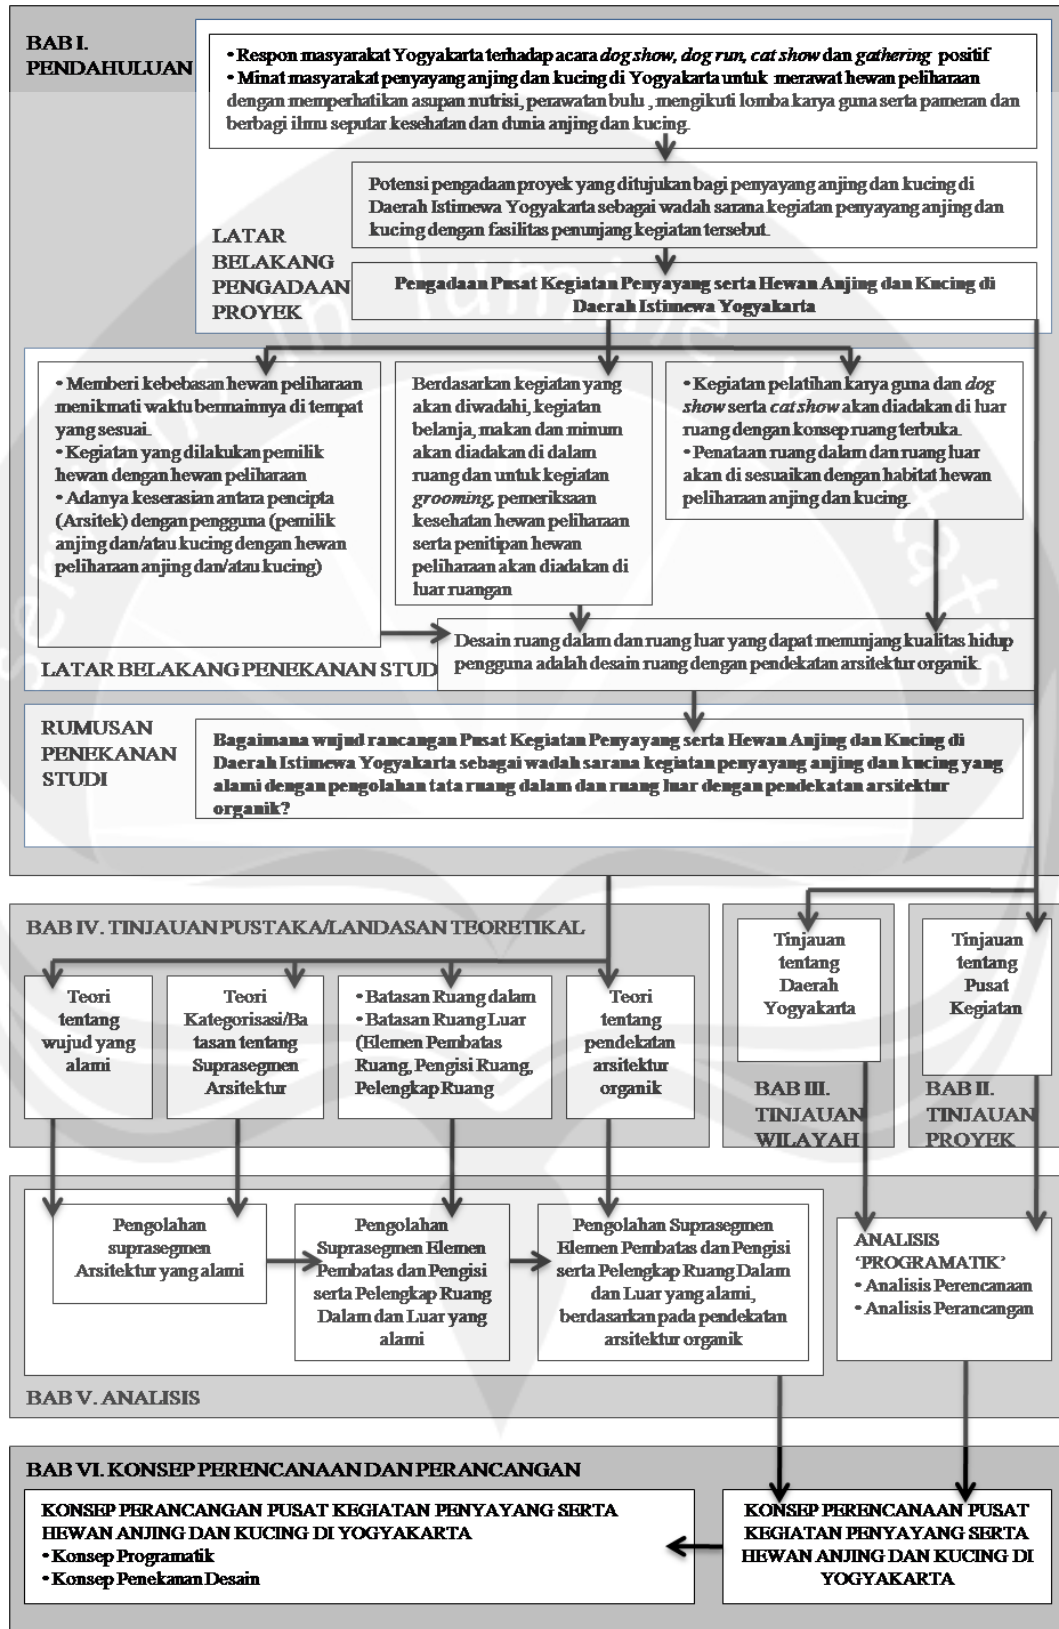 BAB I.
PENDAHULUAN
• Respon masyarakat Yogyakarta terhadap acara dog show, dog run, cat show dan gathering positif
• Minat masyarakat penyayang anjing dan kucing di Yogyakarta untuk merawat hewan peliharaan
dengan memperhatikan asupan nutrisi, perawatan bulu , mengikuti lomba karya guna serta pameran dan
berbagi ilmu seputar kesehatan dan dunia anjing dan kucing.
Potensi pengadaan proyek yang ditujukan bagi penyayang anjing dan kucing di
Daerah Istimewa Yogyakarta sebagai wadah sarana kegiatan penyayang anjing dan
kucing dengan fasilitas penunjang kegiatan tersebut.
LATAR
BELAKANG
PENGADAAN
PROYEK
Pengadaan Pusat Kegiatan Penyayang serta Hewan Anjing dan Kucing di
Daerah Istimewa Yogyakarta
• Memberi kebebasan hewan peliharaan
menikmati waktu bermainnya di tempat
yang sesuai.
• Kegiatan yang dilakukan pemilik
hewan dengan hewan peliharaan
• Adanya keserasian antara pencipta
(Arsitek) dengan pengguna (pemilik
anjing dan/atau kucing dengan hewan
peliharaan anjing dan/atau kucing)
Berdasarkan kegiatan yang
akan diwadahi, kegiatan
belanja, makan dan minum
akan diadakan di dalam
ruang dan untuk kegiatan
grooming, pemeriksaan
kesehatan hewan peliharaan
serta penitipan hewan
peliharaan akan diadakan di
luar ruangan
• Kegiatan pelatihan karya guna dan dog
show serta cat show akan diadakan di luar
ruang dengan konsep ruang terbuka.
• Penataan ruang dalam dan ruang luar
akan di sesuaikan dengan habitat hewan
peliharaan anjing dan kucing.
LATAR BELAKANG PENEKANAN STUDI
Desain ruang dalam dan ruang luar yang dapat menunjang kualitas hidup
pengguna adalah desain ruang dengan pendekatan arsitektur organik.
RUMUSAN
PENEKANAN
STUDI
Bagaimana wujud rancangan Pusat Kegiatan Penyayang serta Hewan Anjing dan Kucing di
Daerah Istimewa Yogyakarta sebagai wadah sarana kegiatan penyayang anjing dan kucing yang
alami dengan pengolahan tata ruang dalam dan ruang luar dengan pendekatan arsitektur
organik?
BAB IV. TINJAUAN PUSTAKA/LANDASAN TEORETIKAL
Teori
tentang
wujud yang
alami
Teori
Kategorisasi/Ba
tasan tentang
Suprasegmen
Arsitektur
• Batasan Ruang dalam
• Batasan Ruang Luar
(Elemen Pembatas
Ruang, Pengisi Ruang,
Pelengkap Ruang
Teori
tentang
pendekatan
arsitektur
organik
Tinjauan
tentang
Daerah
Yogyakarta
BAB III.
TINJAUAN
WILAYAH
Tinjauan
tentang
Pusat
Kegiatan
BAB II.
TINJAUAN
PROYEK
Pengolahan
suprasegmen
Arsitektur yang alami
Pengolahan
Suprasegmen Elemen
Pembatas dan Pengisi
serta Pelengkap Ruang
Dalam dan Luar yang
alami
Pengolahan Suprasegmen
Elemen Pembatas dan Pengisi
serta Pelengkap Ruang Dalam
dan Luar yang alami,
berdasarkan pada pendekatan
arsitektur organik
ANALISIS
‘PROGRAMATIK’
• Analisis Perencanaan
• Analisis Perancangan
BAB V. ANALISIS
BAB VI. KONSEP PERENCANAAN DAN PERANCANGAN
KONSEP PERANCANGAN PUSAT KEGIATAN PENYAYANG SERTA
HEWAN ANJING DAN KUCING DI YOGYAKARTA
• Konsep Programatik
• Konsep Penekanan Desain
KONSEP PERENCANAAN PUSAT
KEGIATAN PENYAYANG SERTA
HEWAN ANJING DAN KUCING DI
YOGYAKARTA
serviens in lumine veritatis